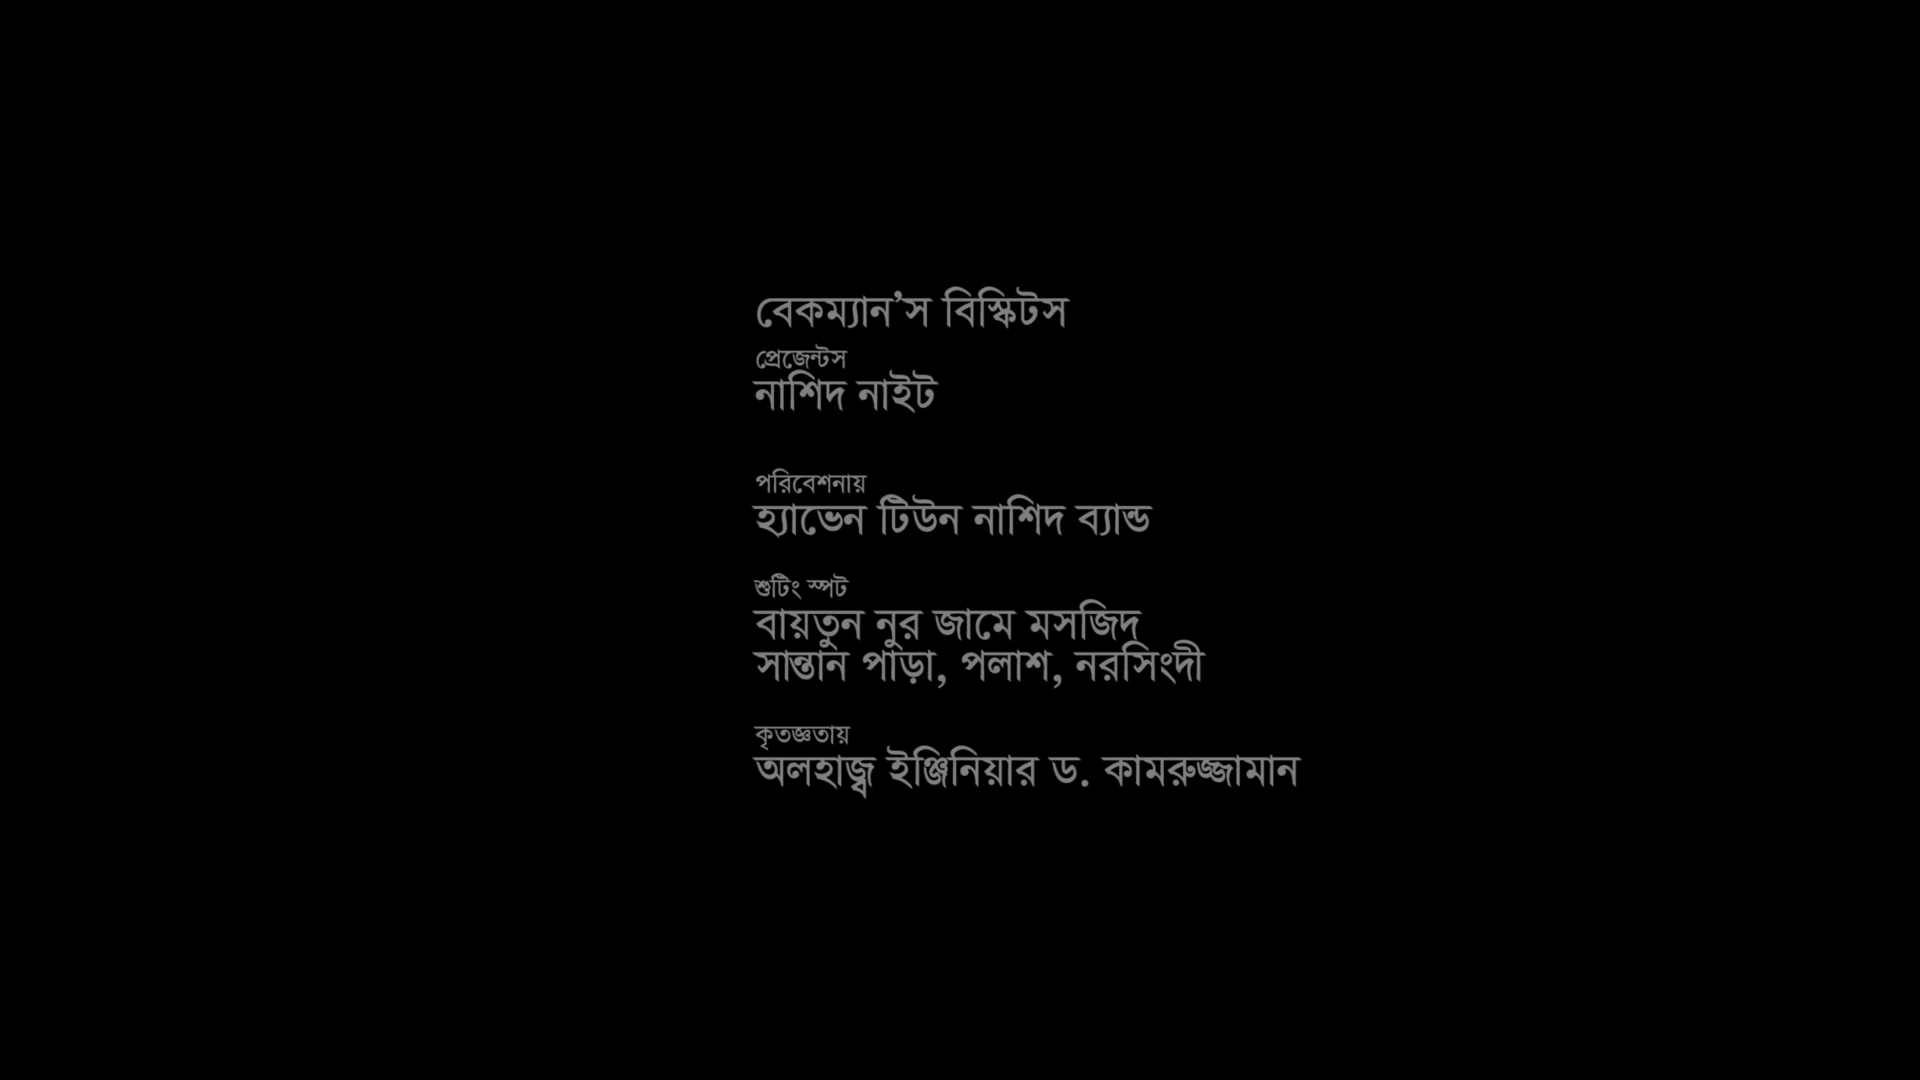 বেকম্যান’স বিস্কিটস
প্রেজেন্টস
নাশিদ নাইট
পরিবেশনায়
হ্যাভেন টিউন নাশিদ ব্যান্ড
শুটিং স্পট
বায়তুন নুর জামে মসজিদ
সান্তান পাড়া, পলাশ, নরসিংদী
কৃতজ্ঞতায়
অলহাজ্ব ইঞ্জিনিয়ার ড. কামরুজ্জামান